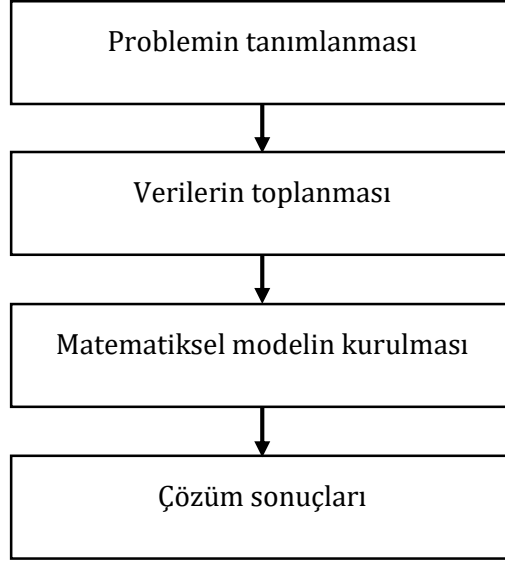 Problemin tanımlanması
Verilerin toplanması
Matematiksel modelin kurulması
Çözüm sonuçları